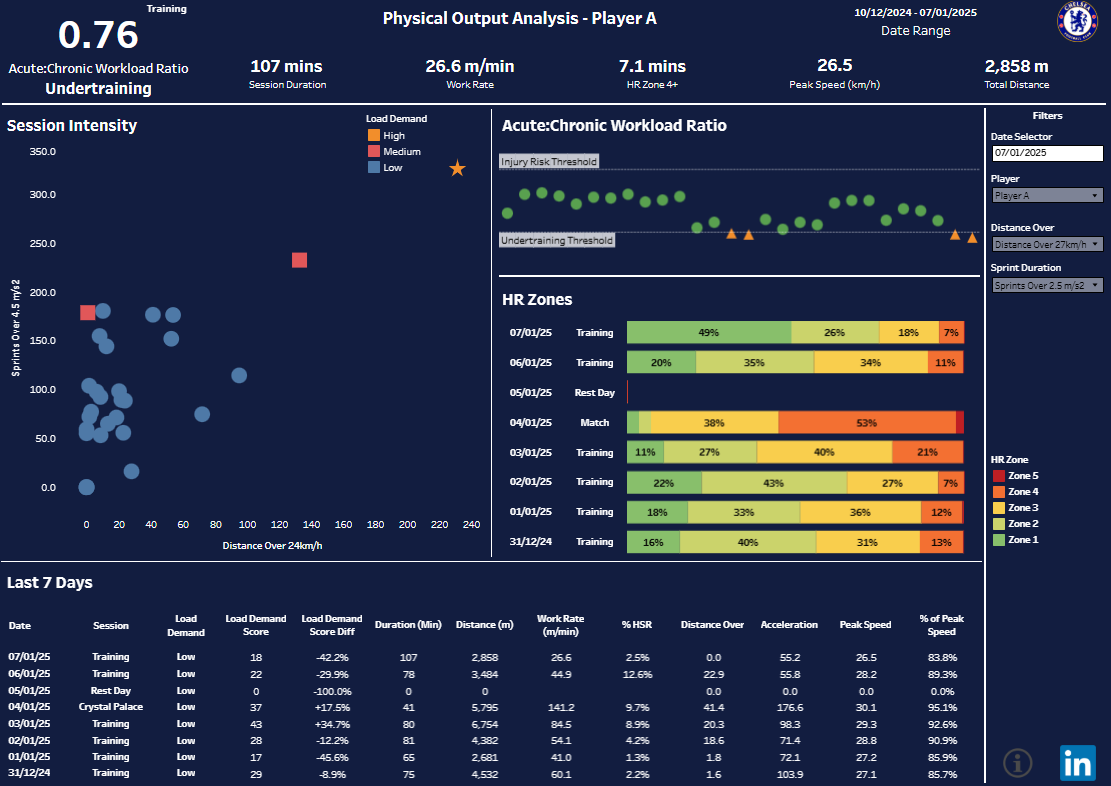 Training
0.76
Acute:Chronic Workload Ratio
Undertraining
Physical Output Analysis - Player A
10/12/2024 - 07/01/2025
Date Range
CHELSEA
FOOTBALL CLUB
107 mins
Session Duration
26.6 m/min
Work Rate
7.1 mins
HR Zone 4+
26.5
Peak Speed (km/h)
2,858 m
Total Distance
Session Intensity
Load Demand
High
Medium
Low
350.0
300.0
250.0
200.0
150.0
100.0
50.0
0.0
Sprints Over 4.5 m/s2
0 20 40 60 80 100 120 140 160 180 200 220 240
Distance Over 24km/h
Acute:Chronic Workload Ratio
Injury Risk Threshold
Undertraining Threshold
HR Zones
07/01/25 Training 49% 26% 18% 7%
06/01/25 Training 20% 35% 34% 11%
05/01/25 Rest Day
04/01/25 Match 38% 53%
03/01/25 Training 11% 27% 40% 21%
02/01/25 Training 22% 43% 27% 7%
01/01/25 Training 18% 33% 36% 12%
31/12/24 Training 16% 40% 31% 13%
Filters
Date Selector
07/01/2025
Player
Player A
Distance Over
Distance Over 27km/h
Sprint Duration
Sprints Over 2.5 m/s2
HR Zone
Zone 5
Zone 4
Zone 3
Zone 2
Zone 1
Last 7 Days
Date Session Load Demand Load Demand Score Load Demand Score Diff Duration (Min) Distance (m) Work Rate (m/min) % HSR Distance Over Acceleration Peak Speed % of Peak Speed
07/01/25 Training Low 18 -42.2% 107 2,858 26.6 2.5% 0.0 55.2 26.5 83.8%
06/01/25 Training Low 22 -29.9% 78 3,484 44.9 12.6% 22.9 55.8 28.2 89.3%
05/01/25 Rest Day Low 0 -100.0% 0 0 0.0 0.0 0.0 0.0%
04/01/25 Crystal Palace Low 37 +17.5% 41 5,795 141.2 9.7% 41.4 176.6 30.1 95.1%
03/01/25 Training Low 43 +34.7% 80 6,754 84.5 8.9% 20.3 98.3 29.3 92.6%
02/01/25 Training Low 28 -12.2% 81 4,382 54.1 4.2% 18.6 71.4 28.8 90.9%
01/01/25 Training Low 17 -45.6% 65 2,681 41.0 1.3% 1.8 72.1 27.2 85.9%
31/12/24 Training Low 29 -8.9% 75 4,532 60.1 2.2% 1.6 103.9 27.1 85.7%
i
in